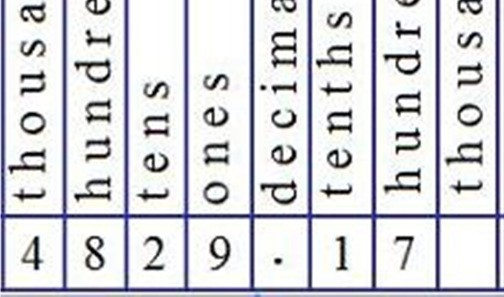 thousa
hundre
tens
ones
decima
tenths
hundre
thousa
4 8 2 9 . 1 7